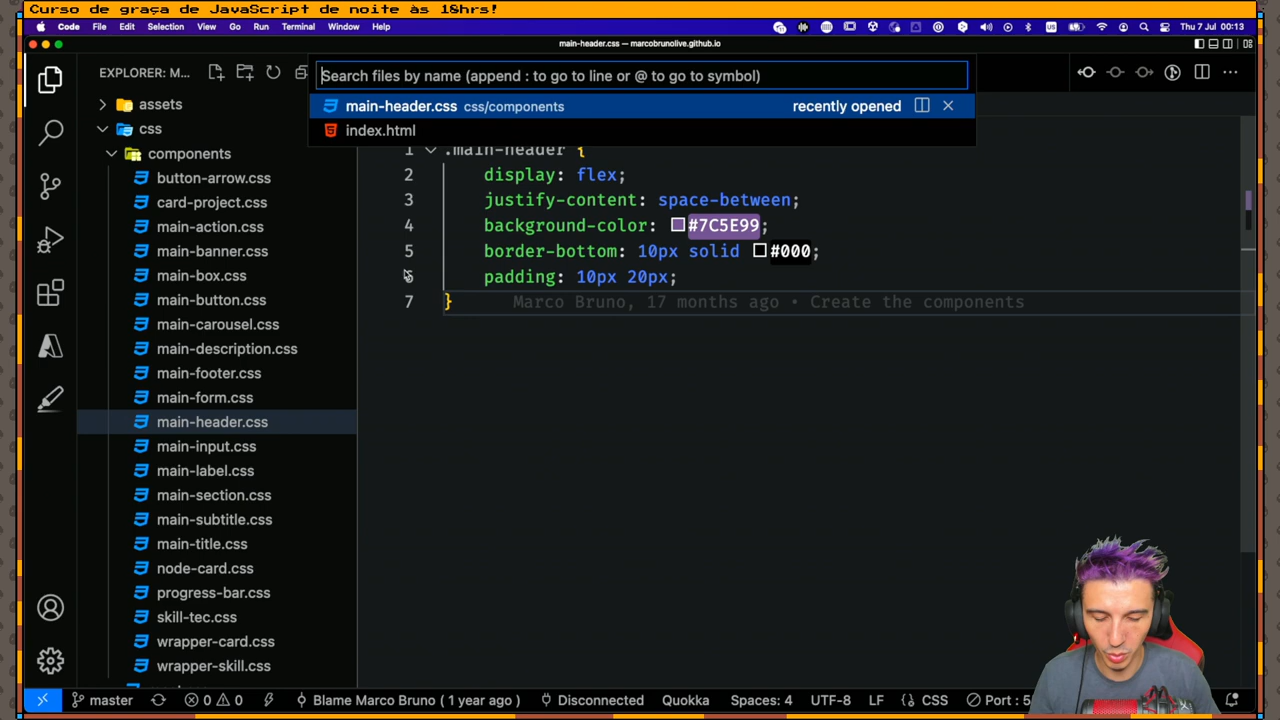 Curso de graça de JavaScript de noite às 10hrs!
Code File Edit Selection View Go Run Terminal Window Help
Thu 7 Jul 00:13
main-header.css — marcobrunolive.github.io
EXPLORER: M...
Search files by name (append : to go to line or @ to go to symbol)
main-header.css css/components recently opened
index.html
assets
css
components
button-arrow.css
card-project.css
main-action.css
main-banner.css
main-box.css
main-button.css
main-carousel.css
main-description.css
main-footer.css
main-form.css
main-header.css
main-input.css
main-label.css
main-section.css
main-subtitle.css
main-title.css
node-card.css
progress-bar.css
skill-tec.css
wrapper-card.css
wrapper-skill.css
1 .main-header {
2 display: flex;
3 justify-content: space-between;
4 background-color: #7C5E99;
5 border-bottom: 10px solid #000;
6 padding: 10px 20px;
7 } Marco Bruno, 17 months ago • Create the components
master 0 0 Blame Marco Bruno ( 1 year ago ) Disconnected Quokka Spaces: 4 UTF-8 LF CSS Port : 5